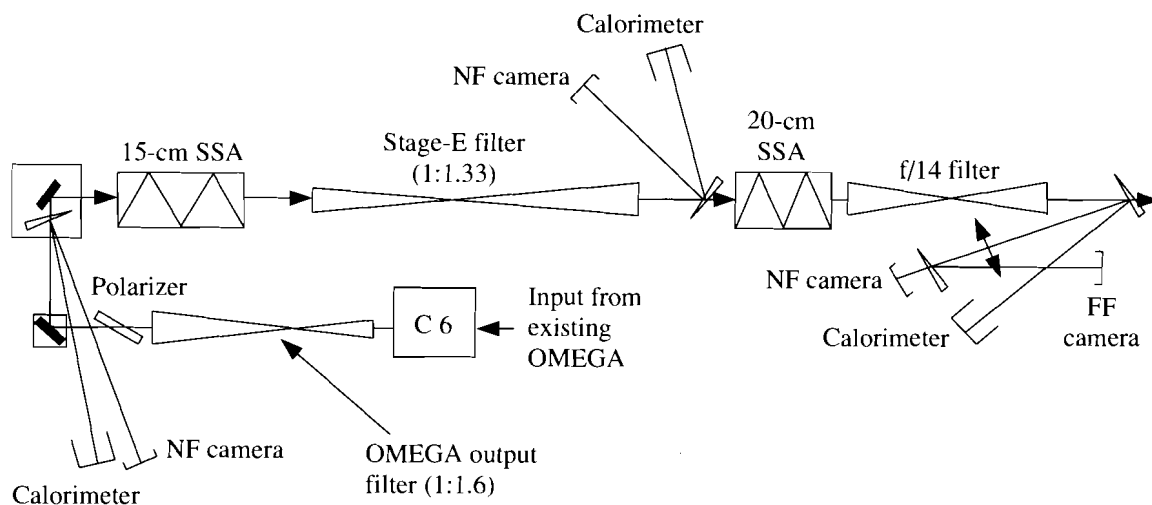 Calorimeter
NF camera
20-cm
SSA
Stage-E filter
(1:1.33)
15-cm SSA
f/14 filter
NF camera
FF
camera
Calorimeter
Polarizer
C 6
Input from
existing
OMEGA
NF camera
OMEGA output
filter (1:1.6)
Calorimeter